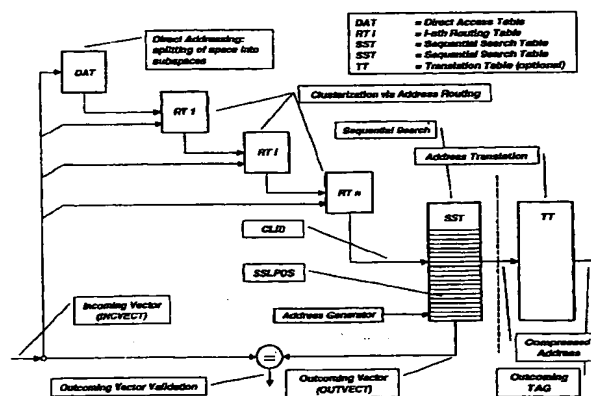 DAT = Direct Access Table
RT i = i-eth Routing Table
SST = Sequential Search Table
SST = Sequential Search Table
TT = Translation Table (optional)
Direct Addressing:
splitting of space into
subspaces
DAT
RT 1
Clusterization via Address Routing
Sequential Search
RT i
Address Translation
RT n
SST
TT
CLID
SSLPOS
Incoming Vector
(INCVECT)
Address Generator
Compressed
Address
=
Outcoming Vector Validation
Outcoming Vector
(OUTVECT)
Outcoming
TAG